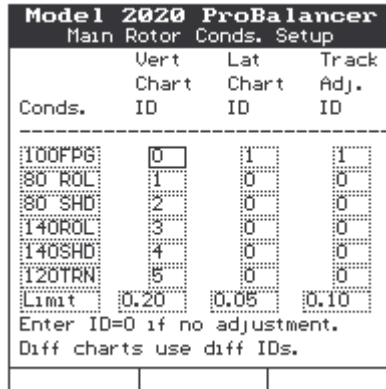 Model 2020 ProBalancer
Main Rotor Conds. Setup
Vert Lat Track
Chart Chart Adj.
Conds. ID ID ID
100FPG 0 1 1
80 ROL 1 0 0
80 SHD 2 0 0
140ROL 3 0 0
140SHD 4 0 0
120TRN 5 0 0
Limit 0.20 0.05 0.10
Enter ID=0 if no adjustment.
Diff charts use diff IDs.